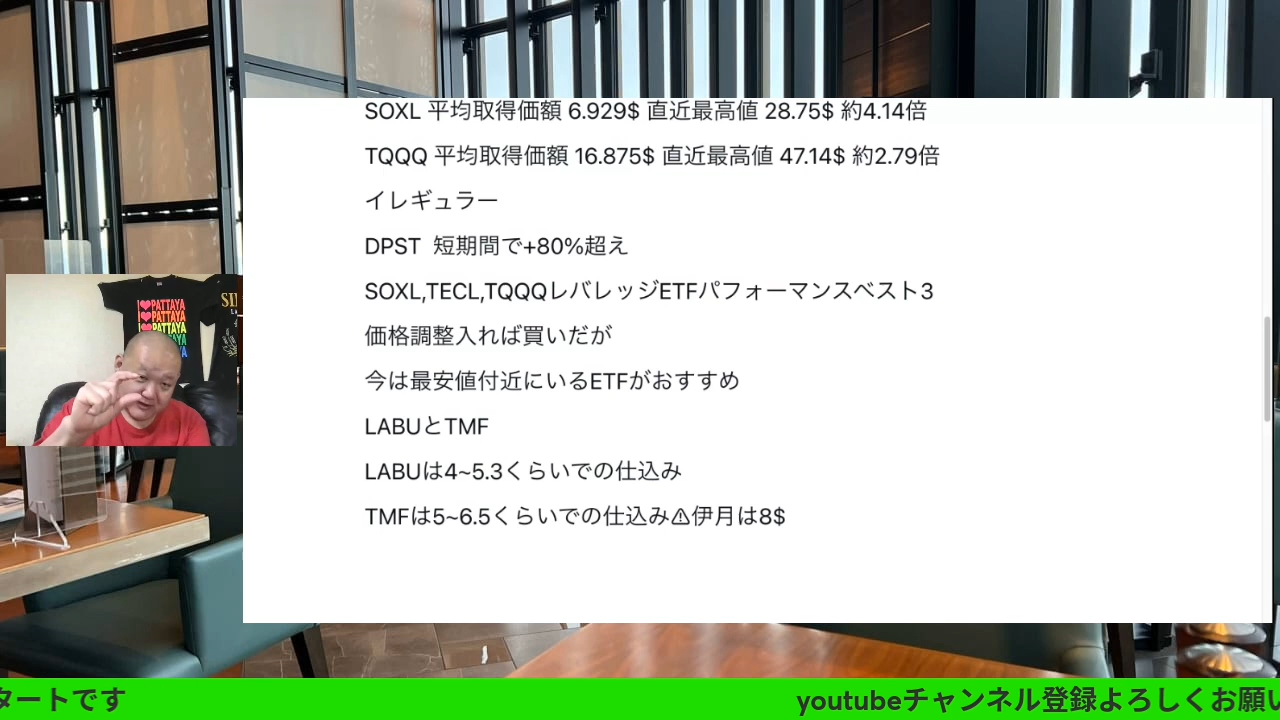 SOXL 平均取得価額 6.929$ 直近最高値 28.75$ 約4.14倍
TQQQ 平均取得価額 16.875$ 直近最高値 47.14$ 約2.79倍
イレギュラー
DPST 短期間で+80%超え
SOXL,TECL,TQQQレバレッジETFパフォーマンスベスト3
価格調整入れば買いだが
今は最安値付近にいるETFがおすすめ
LABUとTMF
LABUは4~5.3くらいでの仕込み
TMFは5~6.5くらいでの仕込み⚠伊月は8$
I❤PATTAYA
I❤PATTAYA
I❤PATTAYA
タートです
youtubeチャンネル登録よろしくお願い